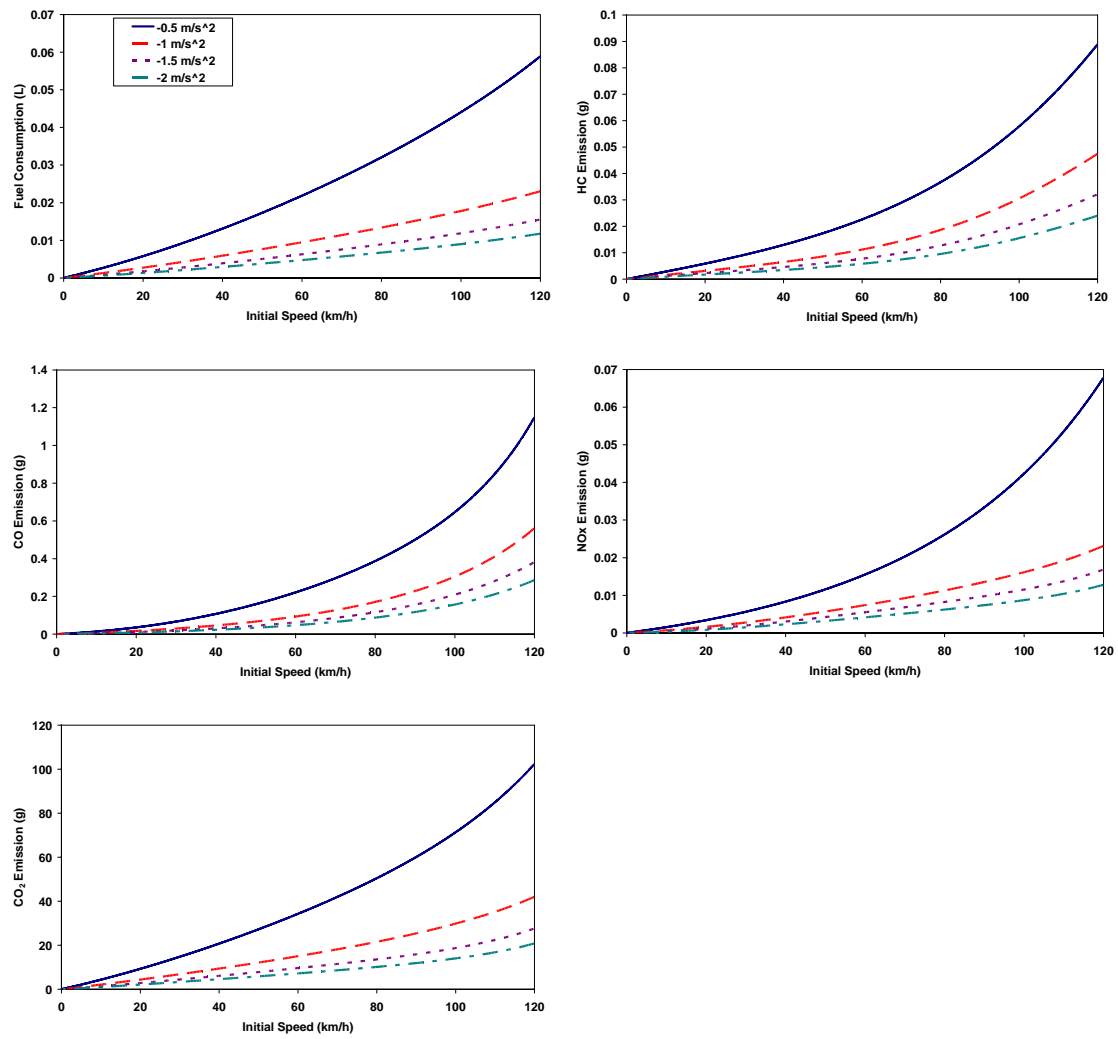 0.07
0.06
0.05
0.04
0.03
0.02
0.01
0
0 20 40 60 80 100 120
Initial Speed (km/h)
Fuel Consumption (L)
-0.5 m/s^2
-1 m/s^2
-1.5 m/s^2
-2 m/s^2
0.1
0.09
0.08
0.07
0.06
0.05
0.04
0.03
0.02
0.01
0
0 20 40 60 80 100 120
Initial Speed (km/h)
HC Emission (g)
1.4
1.2
1
0.8
0.6
0.4
0.2
0
0 20 40 60 80 100 120
Initial Speed (km/h)
CO Emission (g)
0.07
0.06
0.05
0.04
0.03
0.02
0.01
0
0 20 40 60 80 100 120
Initial Speed (km/h)
NOx Emission (g)
120
100
80
60
40
20
0
0 20 40 60 80 100 120
Initial Speed (km/h)
CO₂ Emission (g)